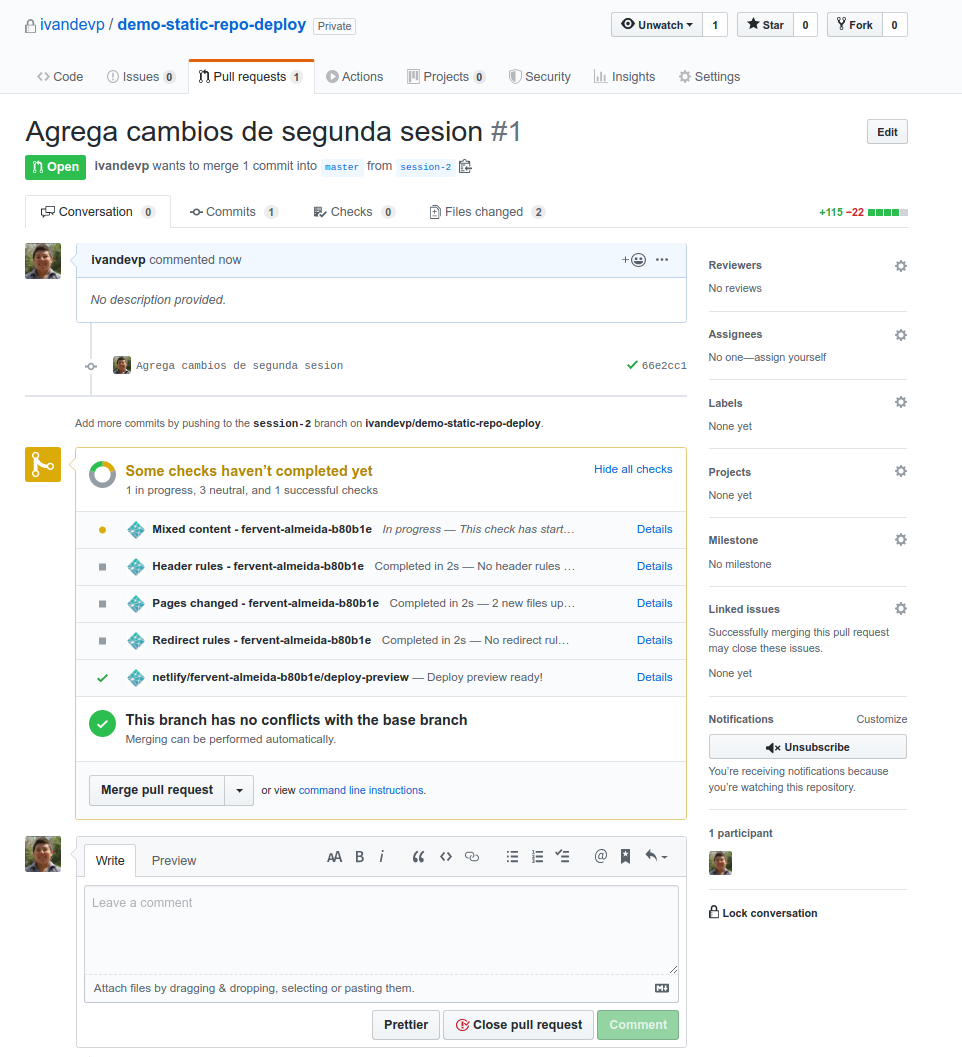 ivandevp / demo-static-repo-deploy Private
Unwatch 1 Star 0 Fork 0
Code Issues 0 Pull requests 1 Actions Projects 0 Security Insights Settings
Agrega cambios de segunda sesion #1
Edit
Open ivandevp wants to merge 1 commit into master from session-2
Conversation 0 Commits 1 Checks 0 Files changed 2
+115 −22
ivandevp commented now
No description provided.
Agrega cambios de segunda sesion 66e2cc1
Add more commits by pushing to the session-2 branch on ivandevp/demo-static-repo-deploy.
Some checks haven’t completed yet
Hide all checks
1 in progress, 3 neutral, and 1 successful checks
Mixed content - fervent-almeida-b80b1e In progress — This check has start… Details
Header rules - fervent-almeida-b80b1e Completed in 2s — No header rules … Details
Pages changed - fervent-almeida-b80b1e Completed in 2s — 2 new files up… Details
Redirect rules - fervent-almeida-b80b1e Completed in 2s — No redirect rul… Details
netlify/fervent-almeida-b80b1e/deploy-preview — Deploy preview ready! Details
This branch has no conflicts with the base branch
Merging can be performed automatically.
Merge pull request or view command line instructions.
Write Preview
AA B i
Leave a comment
Attach files by dragging & dropping, selecting or pasting them.
Prettier Close pull request Comment
Reviewers
No reviews
Assignees
No one—assign yourself
Labels
None yet
Projects
None yet
Milestone
No milestone
Linked issues
Successfully merging this pull request
may close these issues.
None yet
Notifications Customize
Unsubscribe
You’re receiving notifications because
you’re watching this repository.
1 participant
Lock conversation